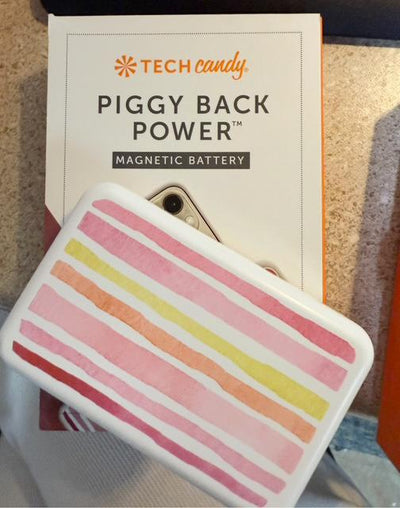 TECH candy®
PIGGY BACK
POWER™
MAGNETIC BATTERY